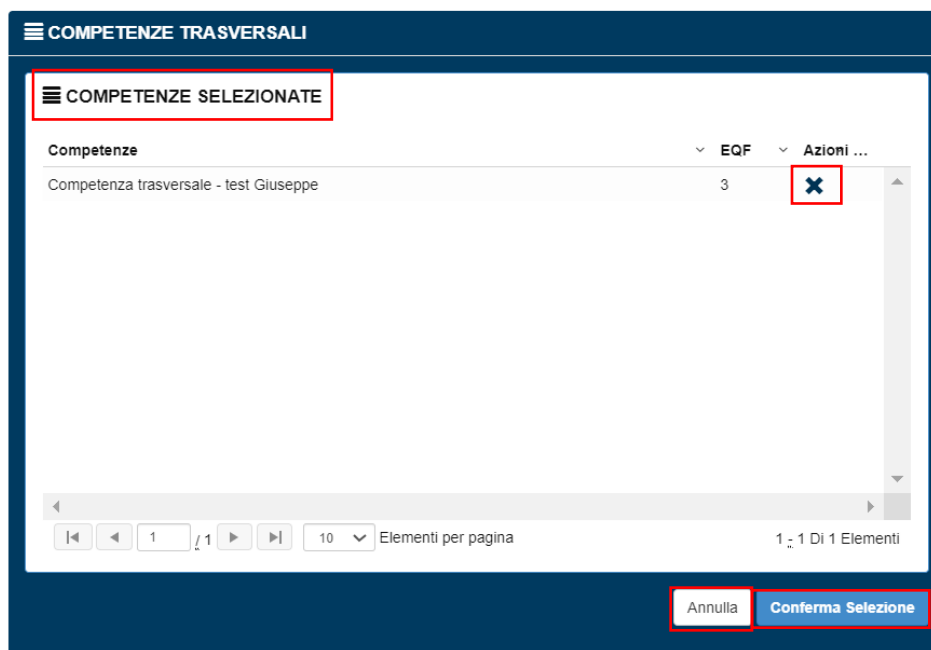 COMPETENZE TRASVERSALI
COMPETENZE SELEZIONATE
Competenze EQF Azioni ...
Competenza trasversale - test Giuseppe 3
1 / 1 10 Elementi per pagina 1 - 1 Di 1 Elementi
Annulla Conferma Selezione